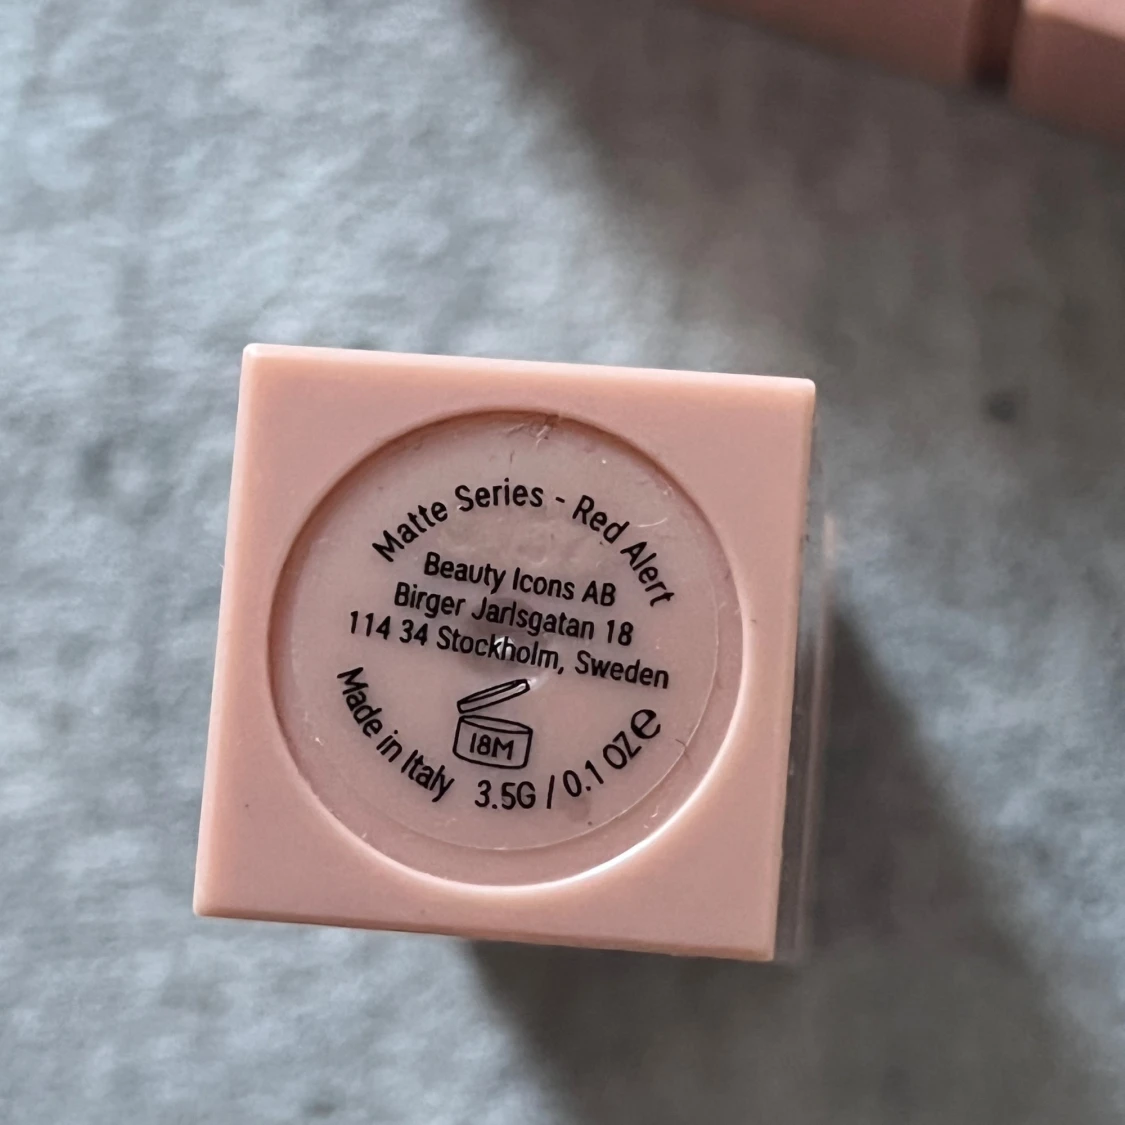 Matte Series - Red Alert
Beauty Icons AB
Birger Jarlsgatan 18
114 34 Stockholm, Sweden
18M
Made in Italy 3.5G / 0.1 OZ ℮